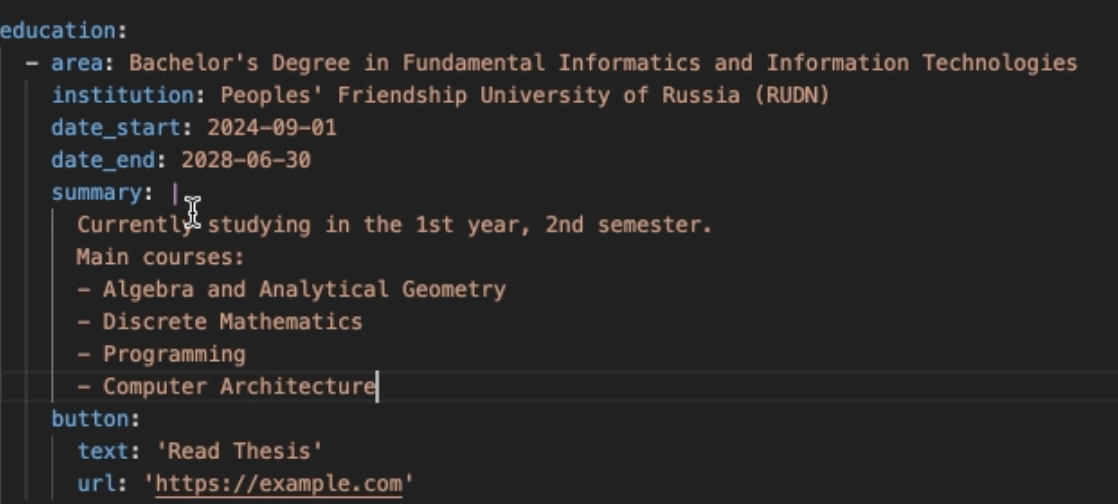 education:
  - area: Bachelor's Degree in Fundamental Informatics and Information Technologies
    institution: Peoples' Friendship University of Russia (RUDN)
    date_start: 2024-09-01
    date_end: 2028-06-30
    summary: |
      Currently studying in the 1st year, 2nd semester.
      Main courses:
      - Algebra and Analytical Geometry
      - Discrete Mathematics
      - Programming
      - Computer Architecture
    button:
      text: 'Read Thesis'
      url: 'https://example.com'